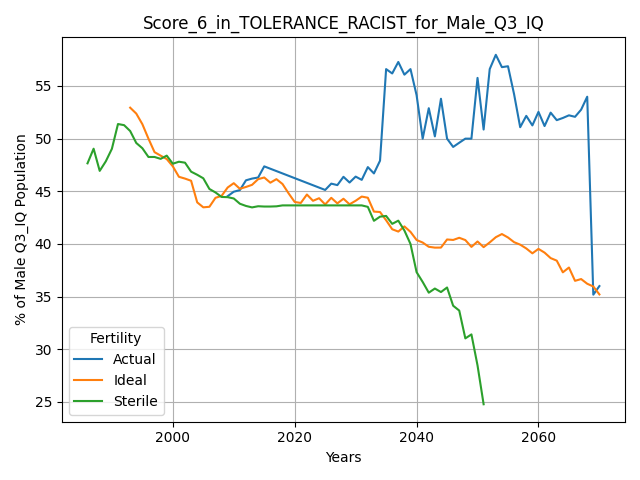 Score_6_in_TOLERANCE_RACIST_for_Male_Q3_IQ
% of Male Q3_IQ Population
55
50
45
40
35
30
25
Fertility
Actual
Ideal
Sterile
2000
2020
2040
2060
Years